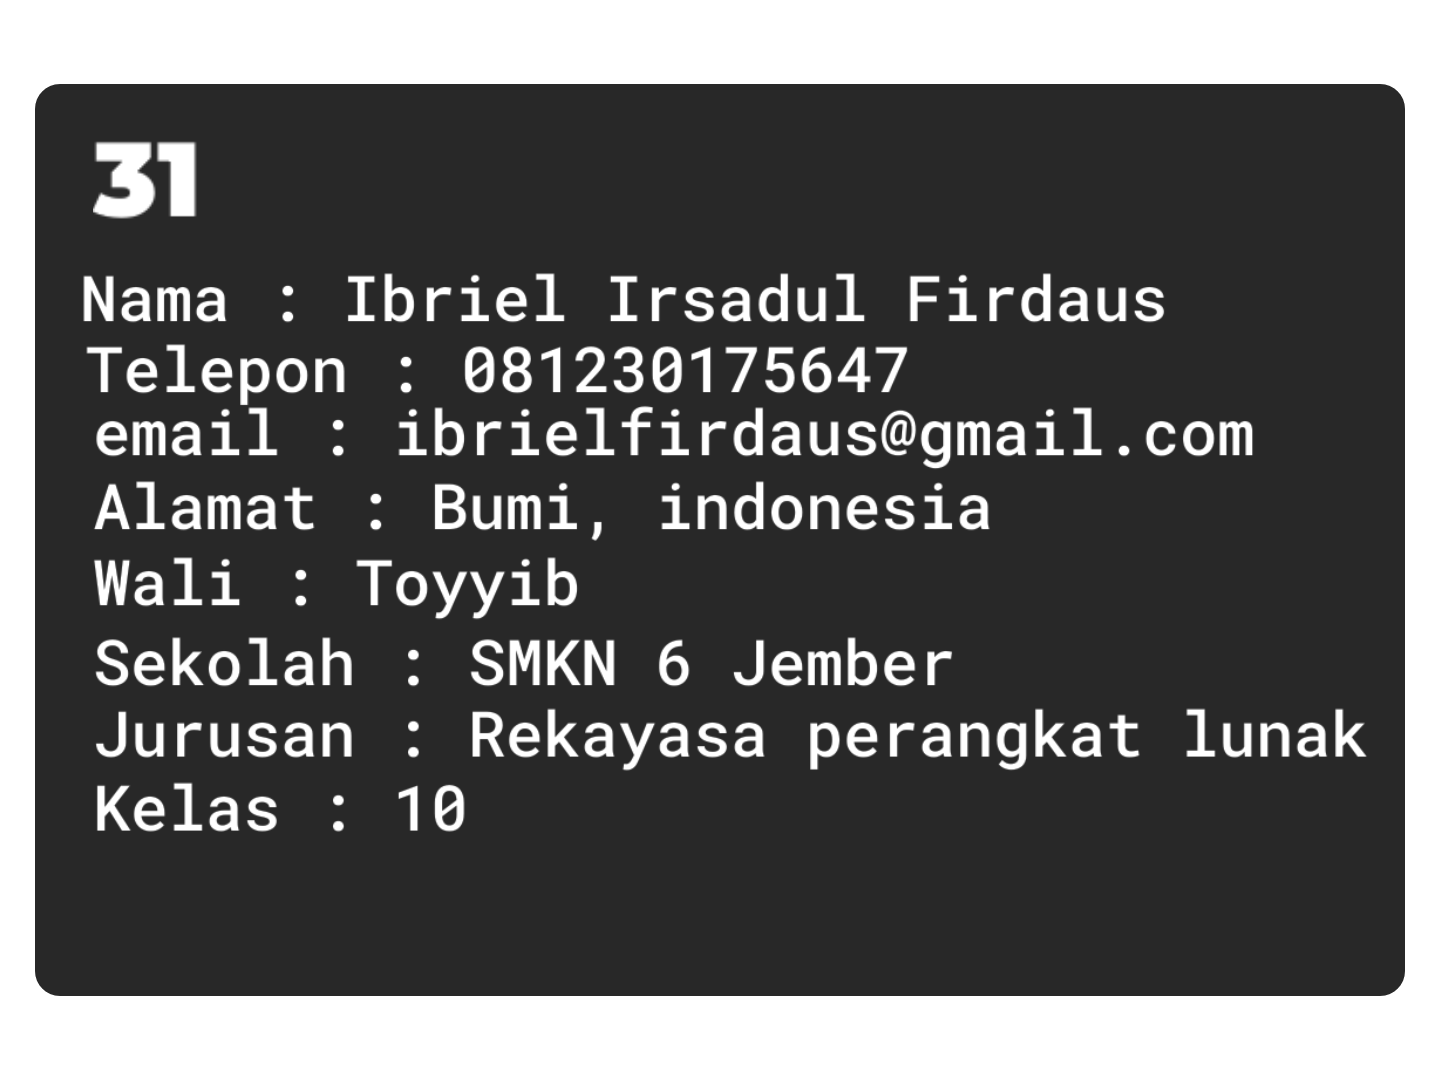 31
Nama : Ibriel Irsadul Firdaus
Telepon : 081230175647
email : ibrielfirdaus@gmail.com
Alamat : Bumi, indonesia
Wali : Toyyib
Sekolah : SMKN 6 Jember
Jurusan : Rekayasa perangkat lunak
Kelas : 10